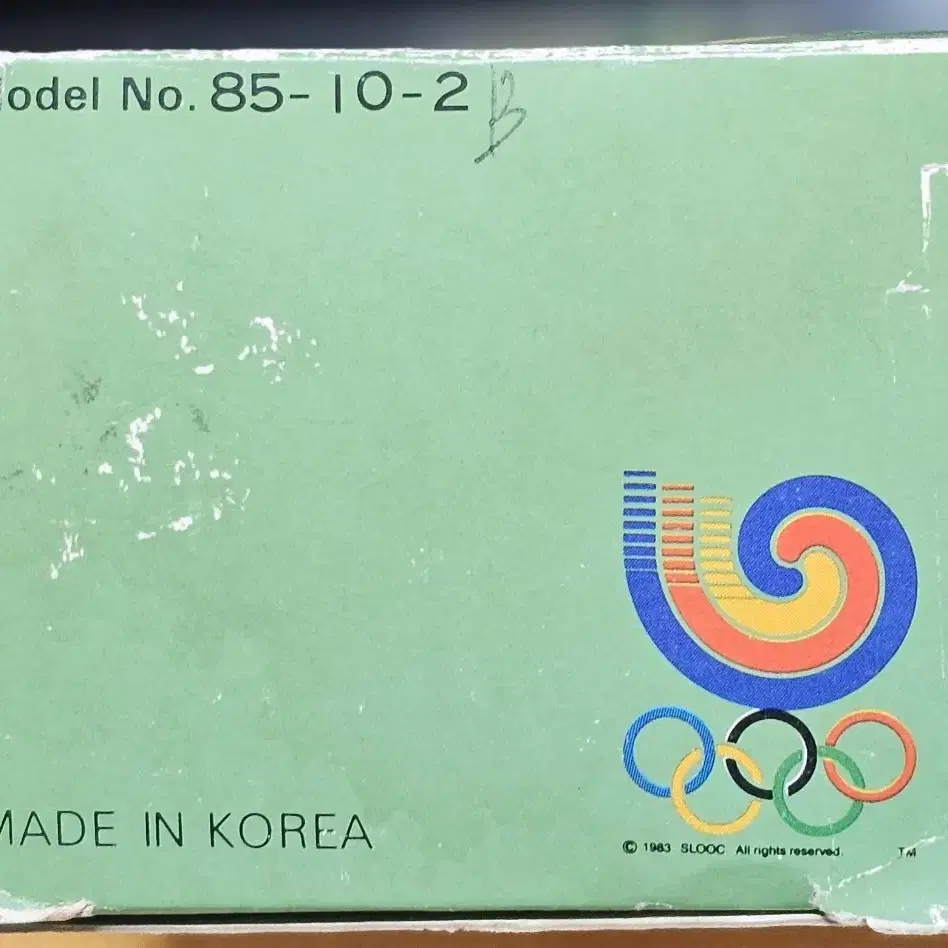 odel No. 85-10-2 B
MADE IN KOREA
© 1983 SLOOC All rights reserved. TM